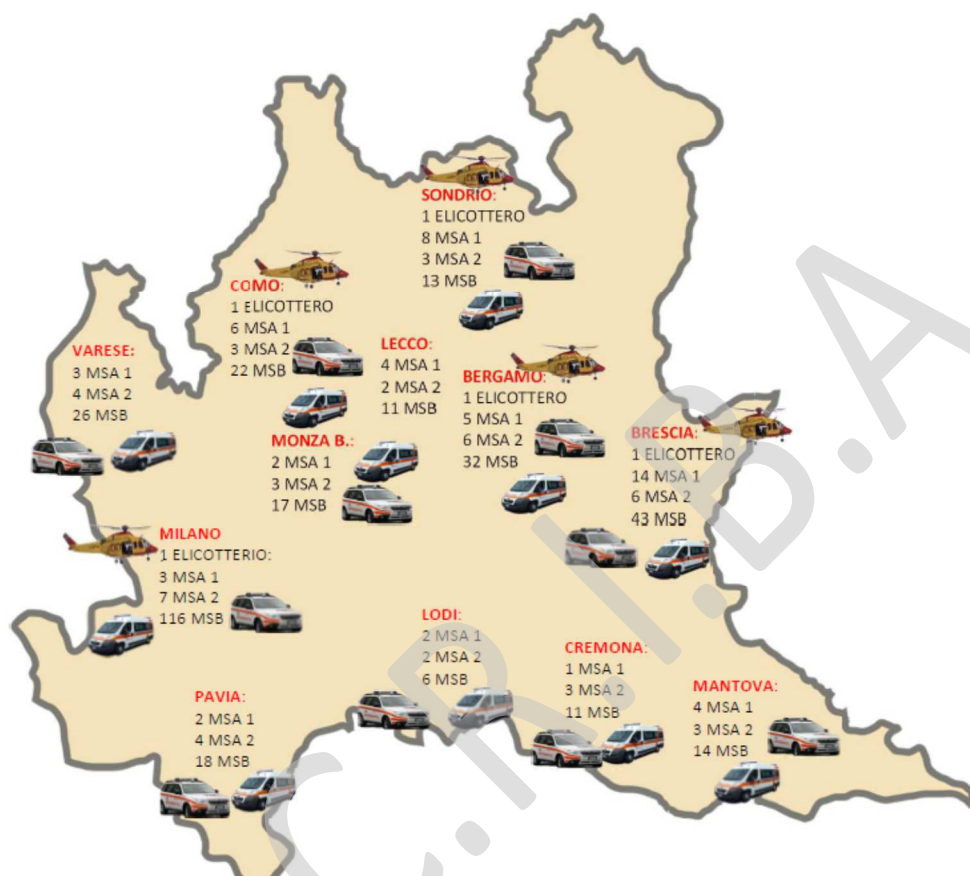 SONDRIO:
1 ELICOTTERO
8 MSA 1
3 MSA 2
13 MSB
COMO:
1 ELICOTTERO
6 MSA 1
3 MSA 2
22 MSB
LECCO:
4 MSA 1
2 MSA 2
11 MSB
VARESE:
3 MSA 1
4 MSA 2
26 MSB
BERGAMO:
1 ELICOTTERO
5 MSA 1
6 MSA 2
32 MSB
BRESCIA:
1 ELICOTTERO
14 MSA 1
6 MSA 2
43 MSB
MONZA B.:
2 MSA 1
3 MSA 2
17 MSB
MILANO
1 ELICOTTERIO:
3 MSA 1
7 MSA 2
116 MSB
LODI:
2 MSA 1
2 MSA 2
6 MSB
CREMONA:
1 MSA 1
3 MSA 2
11 MSB
MANTOVA:
4 MSA 1
3 MSA 2
14 MSB
PAVIA:
2 MSA 1
4 MSA 2
18 MSB
C.R.I.B.A